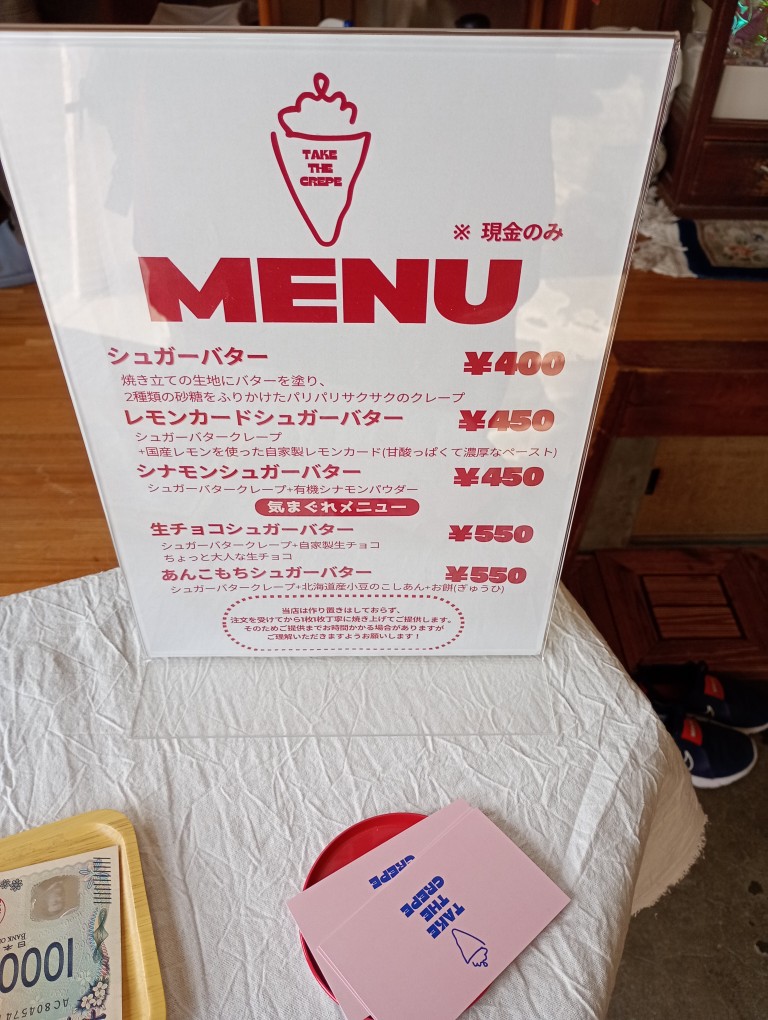 TAKE
THE
CREPE
※ 現金のみ
MENU
シュガーバター ¥400
焼き立ての生地にバターを塗り、
2種類の砂糖をふりかけたパリパリサクサクのクレープ
レモンカードシュガーバター ¥450
シュガーバタークレープ
+国産レモンを使った自家製レモンカード(甘酸っぱくて濃厚なペースト)
シナモンシュガーバター ¥450
シュガーバタークレープ+有機シナモンパウダー
気まぐれメニュー
生チョコシュガーバター ¥550
シュガーバタークレープ+自家製生チョコ
ちょっと大人な生チョコ
あんこもちシュガーバター ¥550
シュガーバタークレープ+北海道産小豆のこしあん+お餅(ぎゅうひ)
当店は作り置きはしておらず、
注文を受けてから1枚1枚丁寧に焼き上げてご提供します。
そのためご提供までお時間かかる場合がありますが
ご理解いただきますようお願いします！
CREPE
TAKE
THE
CREPE
日本
BANK O
1000
AC804574